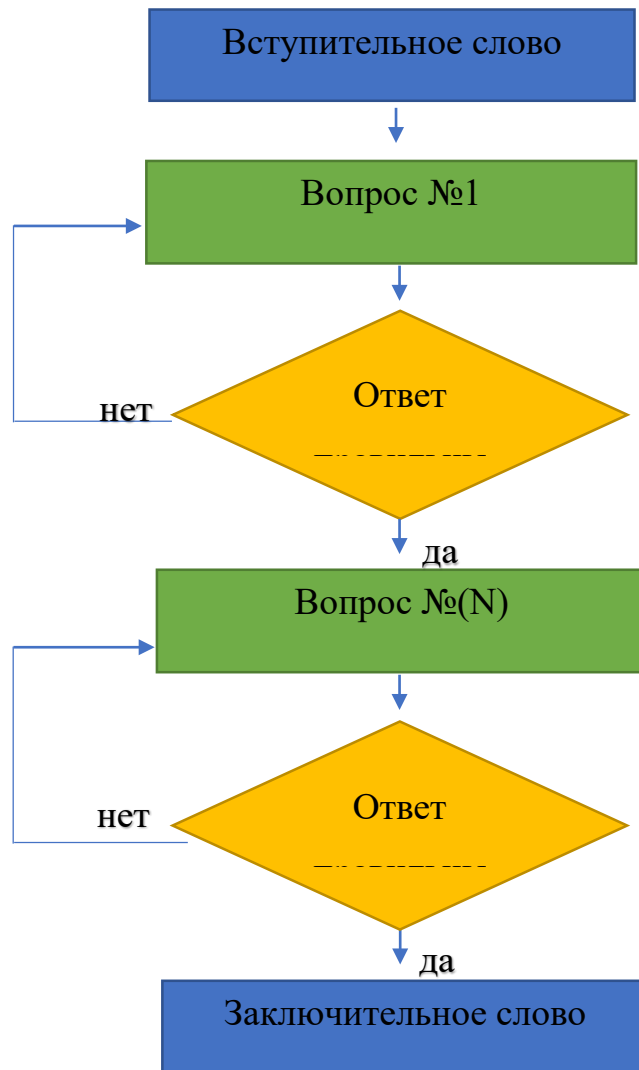 Вступительное слово
Вопрос №1
Ответ
нет
да
Вопрос №(N)
Ответ
нет
да
Заключительное слово